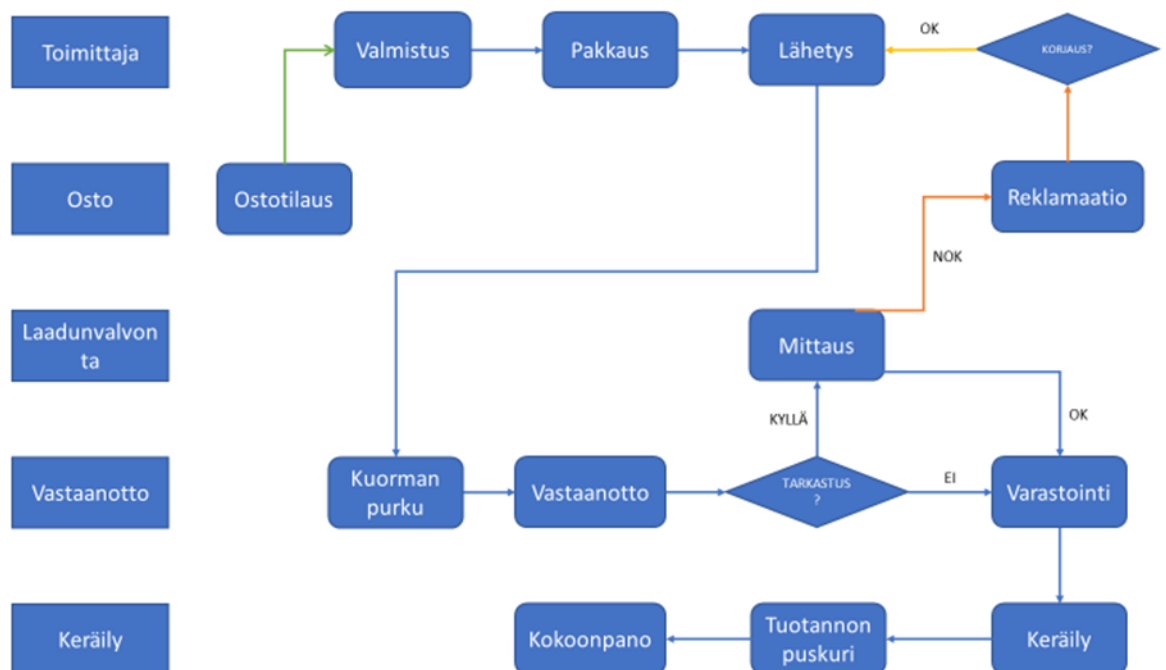 Toimittaja
Valmistus
Pakkaus
Lähetys
OK
KORJAUS?
Osto
Ostotilaus
Reklamaatio
NOK
Laadunvalvon
ta
Mittaus
KYLLÄ
OK
Vastaanotto
Kuorman
purku
Vastaanotto
TARKASTUS
?
EI
Varastointi
Keräily
Kokoonpano
Tuotannon
puskuri
Keräily